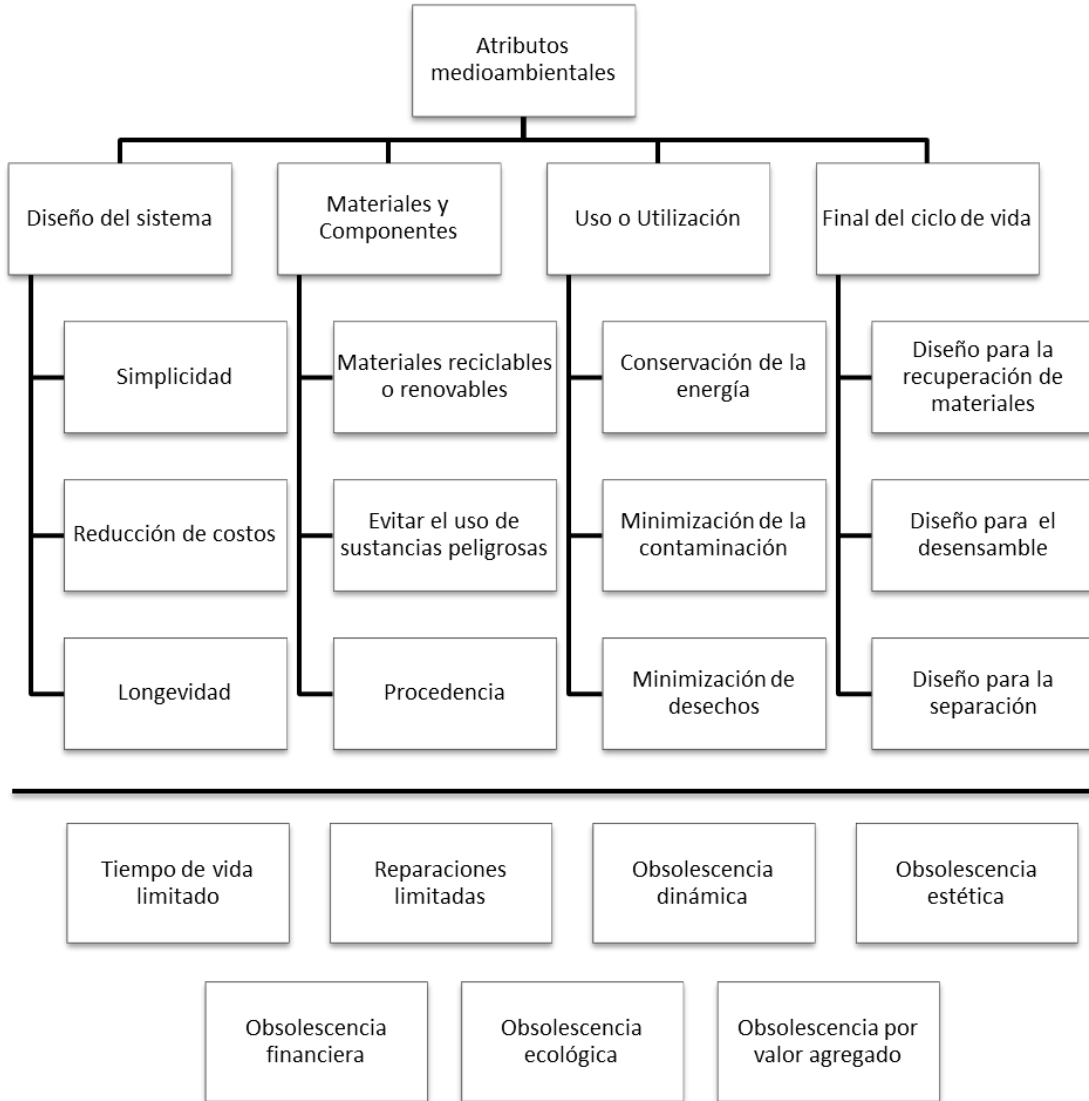 Atributos
medioambientales
Diseño del sistema
Materiales y
Componentes
Uso o Utilización
Final del ciclo de vida
Simplicidad
Materiales reciclables
o renovables
Conservación de la
energía
Diseño para la
recuperación de
materiales
Reducción de costos
Evitar el uso de
sustancias peligrosas
Minimización de la
contaminación
Diseño para el
desensamble
Longevidad
Procedencia
Minimización de
desechos
Diseño para la
separación
Tiempo de vida
limitado
Reparaciones
limitadas
Obsolescencia
dinámica
Obsolescencia
estética
Obsolescencia
financiera
Obsolescencia
ecológica
Obsolescencia por
valor agregado